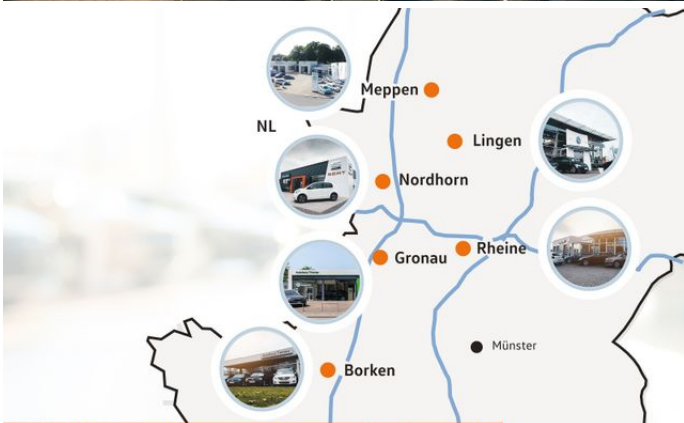 Meppen
NL
Lingen
Nordhorn
Gronau
Rheine
Münster
Borken